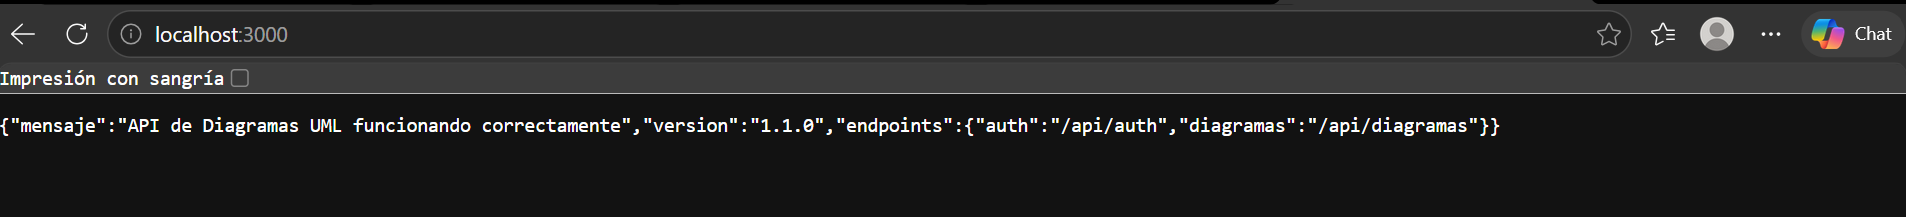 localhost:3000
Chat
Impresión con sangría
{"mensaje":"API de Diagramas UML funcionando correctamente","version":"1.1.0","endpoints":{"auth":"/api/auth","diagramas":"/api/diagramas"}}